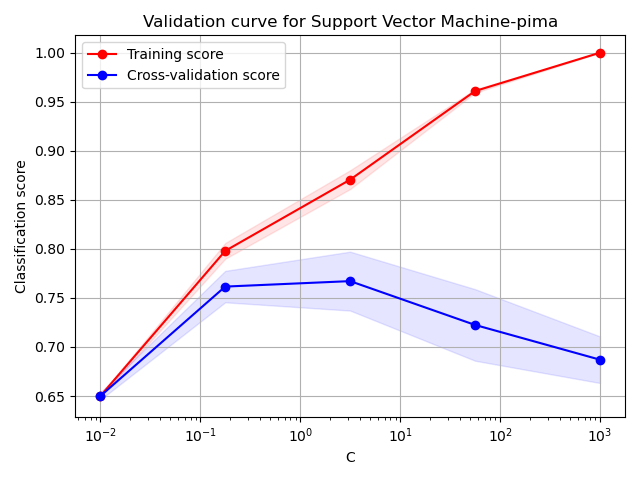 Validation curve for Support Vector Machine-pima
Training score
Cross-validation score
Classification score
1.00
0.95
0.90
0.85
0.80
0.75
0.70
0.65
10⁻² 10⁻¹ 10⁰ 10¹ 10² 10³
C